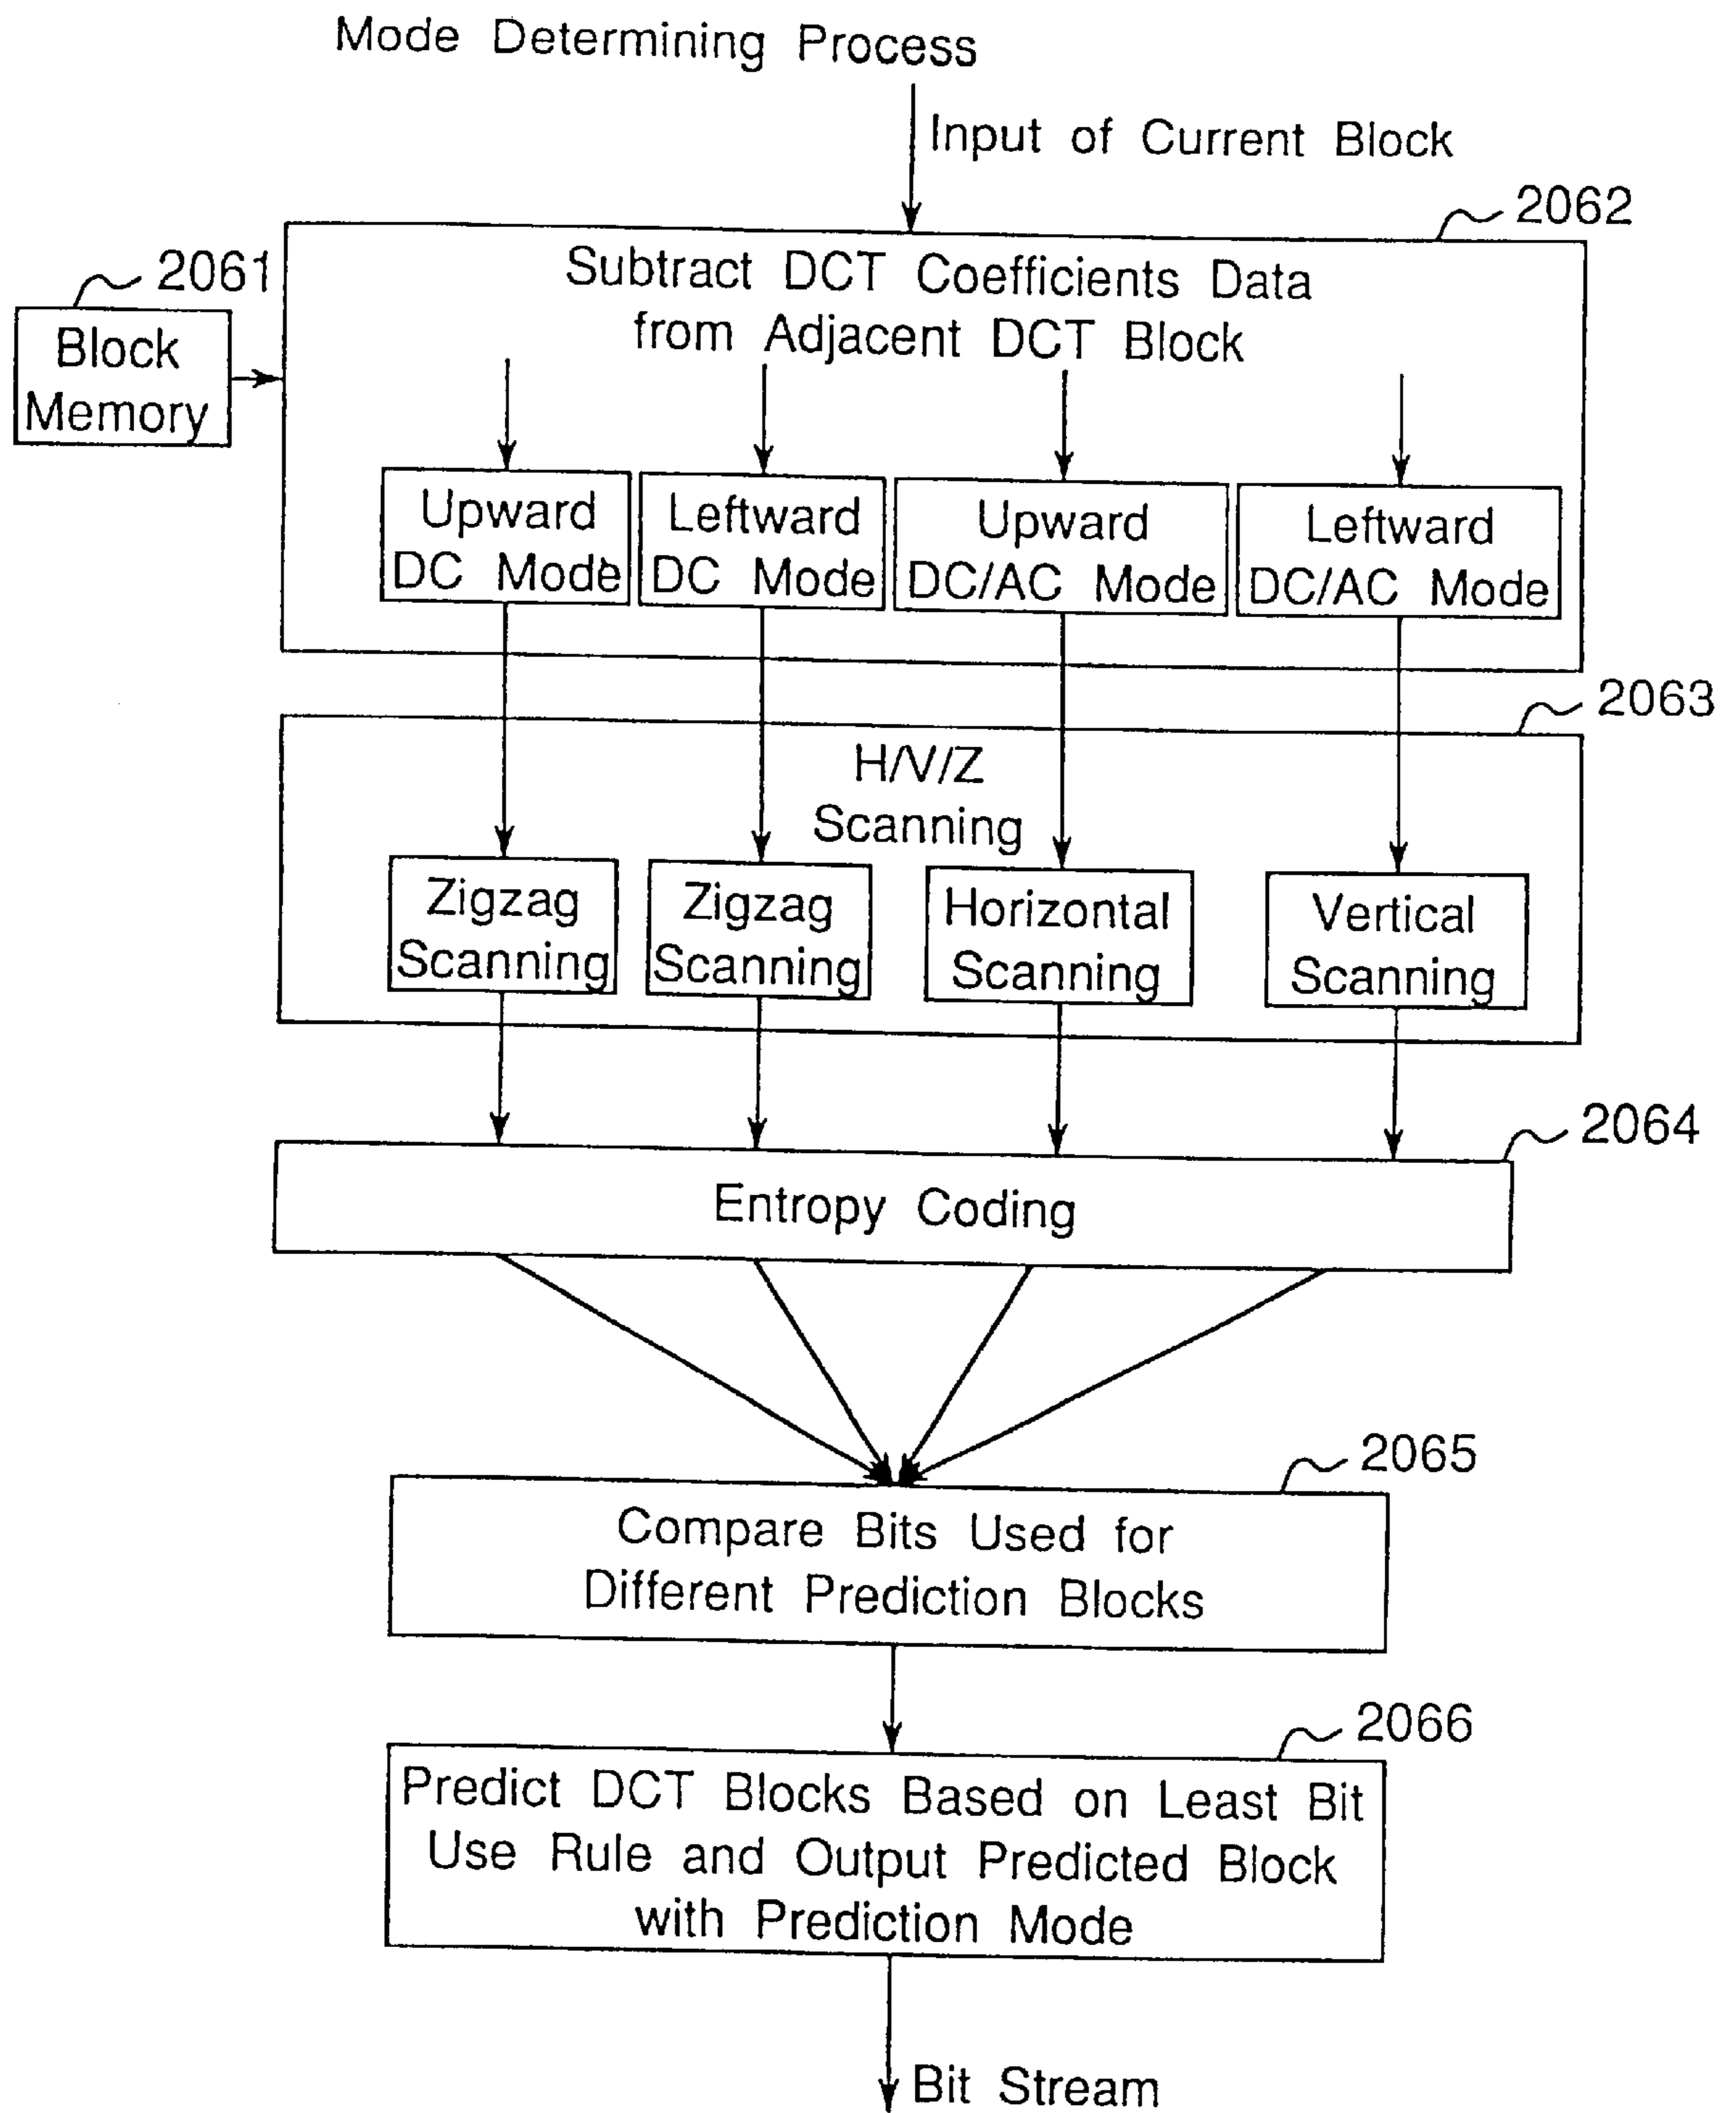 Mode Determining Process
Input of Current Block
2062
2061
Subtract DCT Coefficients Data
from Adjacent DCT Block
Block
Memory
Upward
DC Mode
Leftward
DC Mode
Upward
DC/AC Mode
Leftward
DC/AC Mode
2063
H/V/Z
Scanning
Zigzag
Scanning
Zigzag
Scanning
Horizontal
Scanning
Vertical
Scanning
2064
Entropy Coding
2065
Compare Bits Used for
Different Prediction Blocks
2066
Predict DCT Blocks Based on Least Bit
Use Rule and Output Predicted Block
with Prediction Mode
Bit Stream